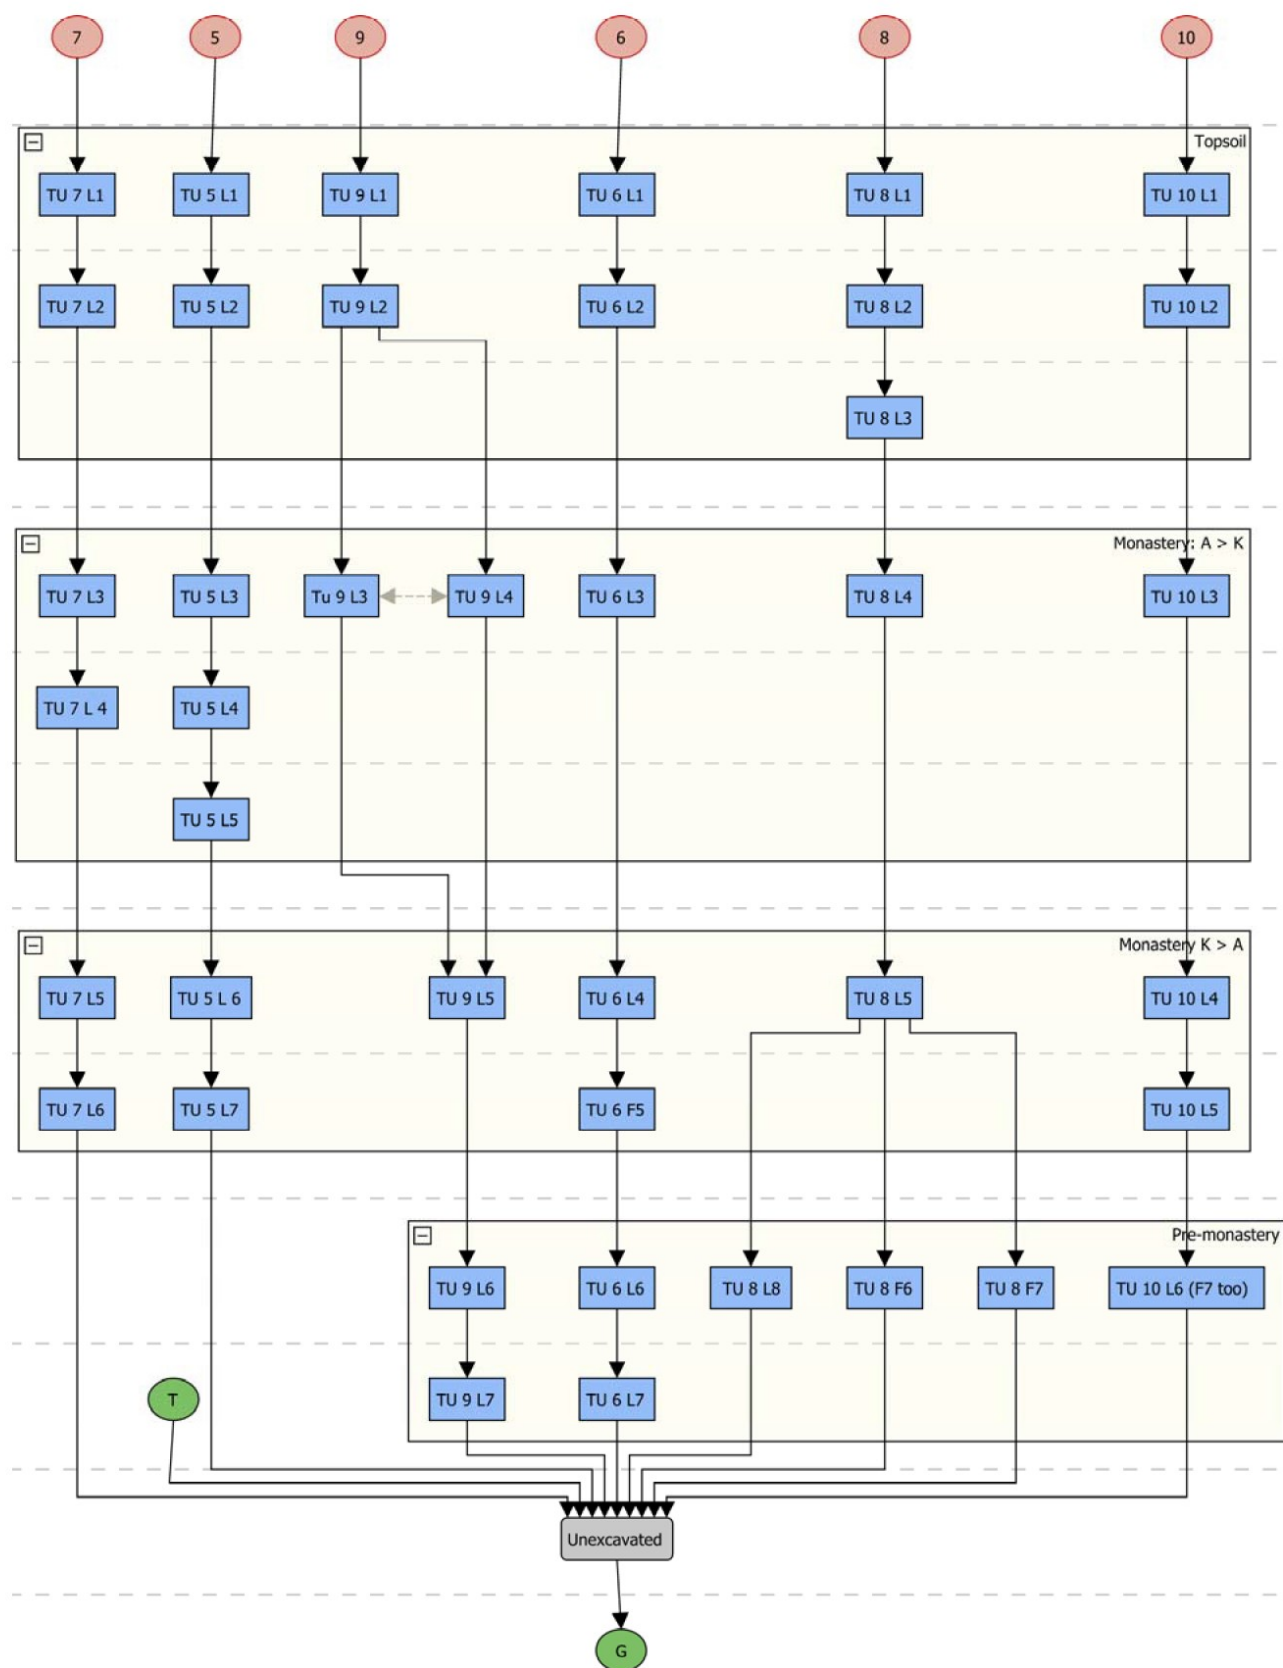 7
5
9
6
8
10
Topsoil
TU 7 L1
TU 5 L1
TU 9 L1
TU 6 L1
TU 8 L1
TU 10 L1
TU 7 L2
TU 5 L2
TU 9 L2
TU 6 L2
TU 8 L2
TU 10 L2
TU 8 L3
Monastery: A > K
TU 7 L3
TU 5 L3
Tu 9 L3
TU 9 L4
TU 6 L3
TU 8 L4
TU 10 L3
TU 7 L 4
TU 5 L4
TU 5 L5
Monastery K > A
TU 7 L5
TU 5 L 6
TU 9 L5
TU 6 L4
TU 8 L5
TU 10 L4
TU 7 L6
TU 5 L7
TU 6 F5
TU 10 L5
Pre-monastery
TU 9 L6
TU 6 L6
TU 8 L8
TU 8 F6
TU 8 F7
TU 10 L6 (F7 too)
T
TU 9 L7
TU 6 L7
Unexcavated
G